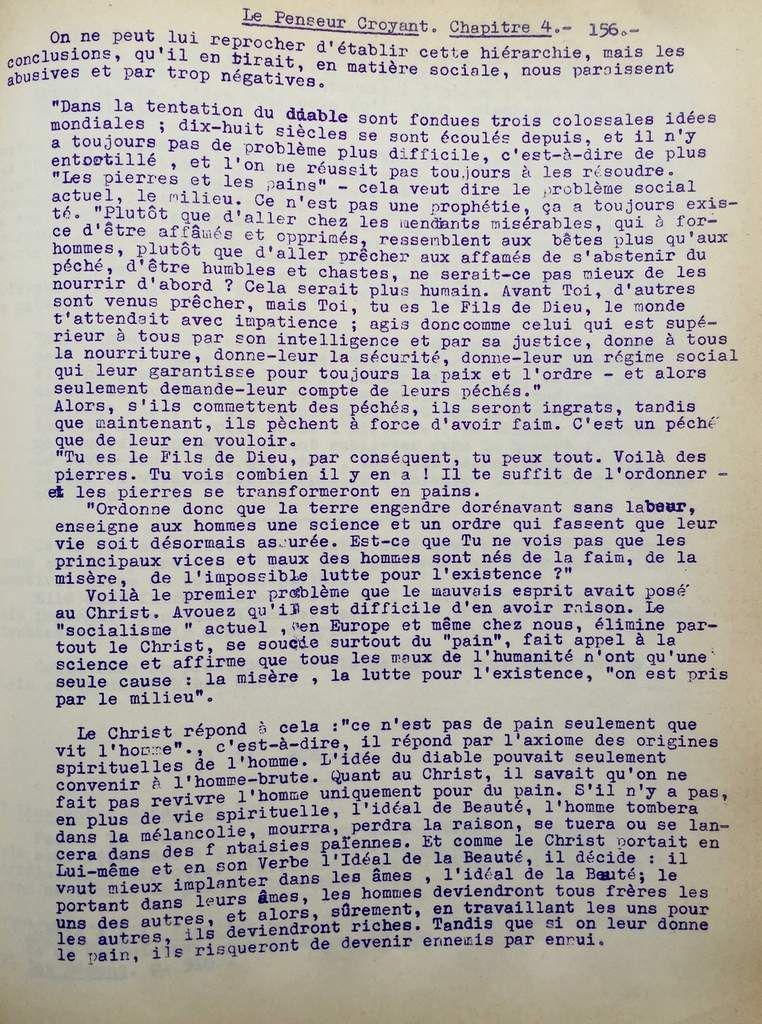 Le Penseur Croyant. Chapitre 4.- 156.-
On ne peut lui reprocher d'établir cette hiérarchie, mais les
conclusions, qu'il en tirait, en matière sociale, nous paroissent
abusives et par trop négatives.
"Dans la tentation du diable sont fondues trois colossales idées
mondiales ; dix-huit siècles se sont écoulés depuis, et il n'y
a toujours pas de problème plus difficile, c'est-à-dire de plus
entortillé , et l'on ne réussit pas toujours à les résoudre.
"Les pierres et les pains" - cela veut dire le problème social
actuel, le milieu. Ce n'est pas une prophétie, ça a toujours exis-
té. "Plutôt que d'aller chez les mendiants misérables, qui à for-
ce d'être affâmés et opprimés, ressemblent aux bêtes plus qu'aux
hommes, plutôt que d'aller prêcher aux affamés de s'abstenir du
péché, d'être humbles et chastes, ne serait-ce pas mieux de les
nourrir d'abord ? Cela serait plus humain. Avant Toi, d'autres
sont venus prêcher, mais Toi, tu es le Fils de Dieu, le monde
t'attendait avec impatience ; agis donccomme celui qui est supé-
rieur à tous par son intelligence et par sa justice, donne à tous
la nourriture, donne-leur la sécurité, donne-leur un régime social
qui leur garantisse pour toujours la paix et l'ordre - et alors
seulement demande-leur compte de leurs péchés."
Alors, s'ils commettent des péchés, ils seront ingrats, tandis
que maintenant, ils pèchent à force d'avoir faim. C'est un péché
que de leur en vouloir.
"Tu es le Fils de Dieu, par conséquent, tu peux tout. Voilà des
pierres. Tu vois combien il y en a ! Il te suffit de l'ordonner -
et les pierres se transformeront en pains.
"Ordonne donc que la terre engendre dorénavant sans labeur,
enseigne aux hommes une science et un ordre qui fassent que leur
vie soit désormais assurée. Est-ce que Tu ne vois pas que les
principaux vices et maux des hommes sont nés de la faim, de la
misère, de l'impossible lutte pour l'existence ?"
Voilà le premier problème que le mauvais esprit avait posé
au Christ. Avouez qu'il est difficile d'en avoir raison. Le
"socialisme " actuel , en Europe et même chez nous, élimine par-
tout le Christ, se soucie surtout du "pain", fait appel à la
science et affirme que tous les maux de l'humanité n'ont qu'une
seule cause : la misère , la lutte pour l'existence, "on est pris
par le milieu".
Le Christ répond à cela :"ce n'est pas de pain seulement que
vit l'homme"., c'est-à-dire, il répond par l'axiome des origines
spirituelles de l'homme. L'idée du diable pouvait seulement
convenir à l'homme-brute. Quant au Christ, il savait qu'on ne
fait pas revivre l'homme uniquement pour du pain. S'il n'y a pas,
en plus de vie spirituelle, l'idéal de Beauté, l'homme tombera
dans la mélancolie, mourra, perdra la raison, se tuera ou se lan-
cera dans des f ntaisies païennes. Et comme le Christ portait en
Lui-même et en son Verbe l'Idéal de la Beauté, il décide : il
vaut mieux implanter dans les âmes , l'idéal de la Beauté; le
portant dans leurs âmes, les hommes deviendront tous frères les
uns des autres, et alors, sûrement, en travaillant les uns pour
les autres, ils deviendront riches. Tandis que si on leur donne
le pain, ils risqueront de devenir ennemis par ennui.